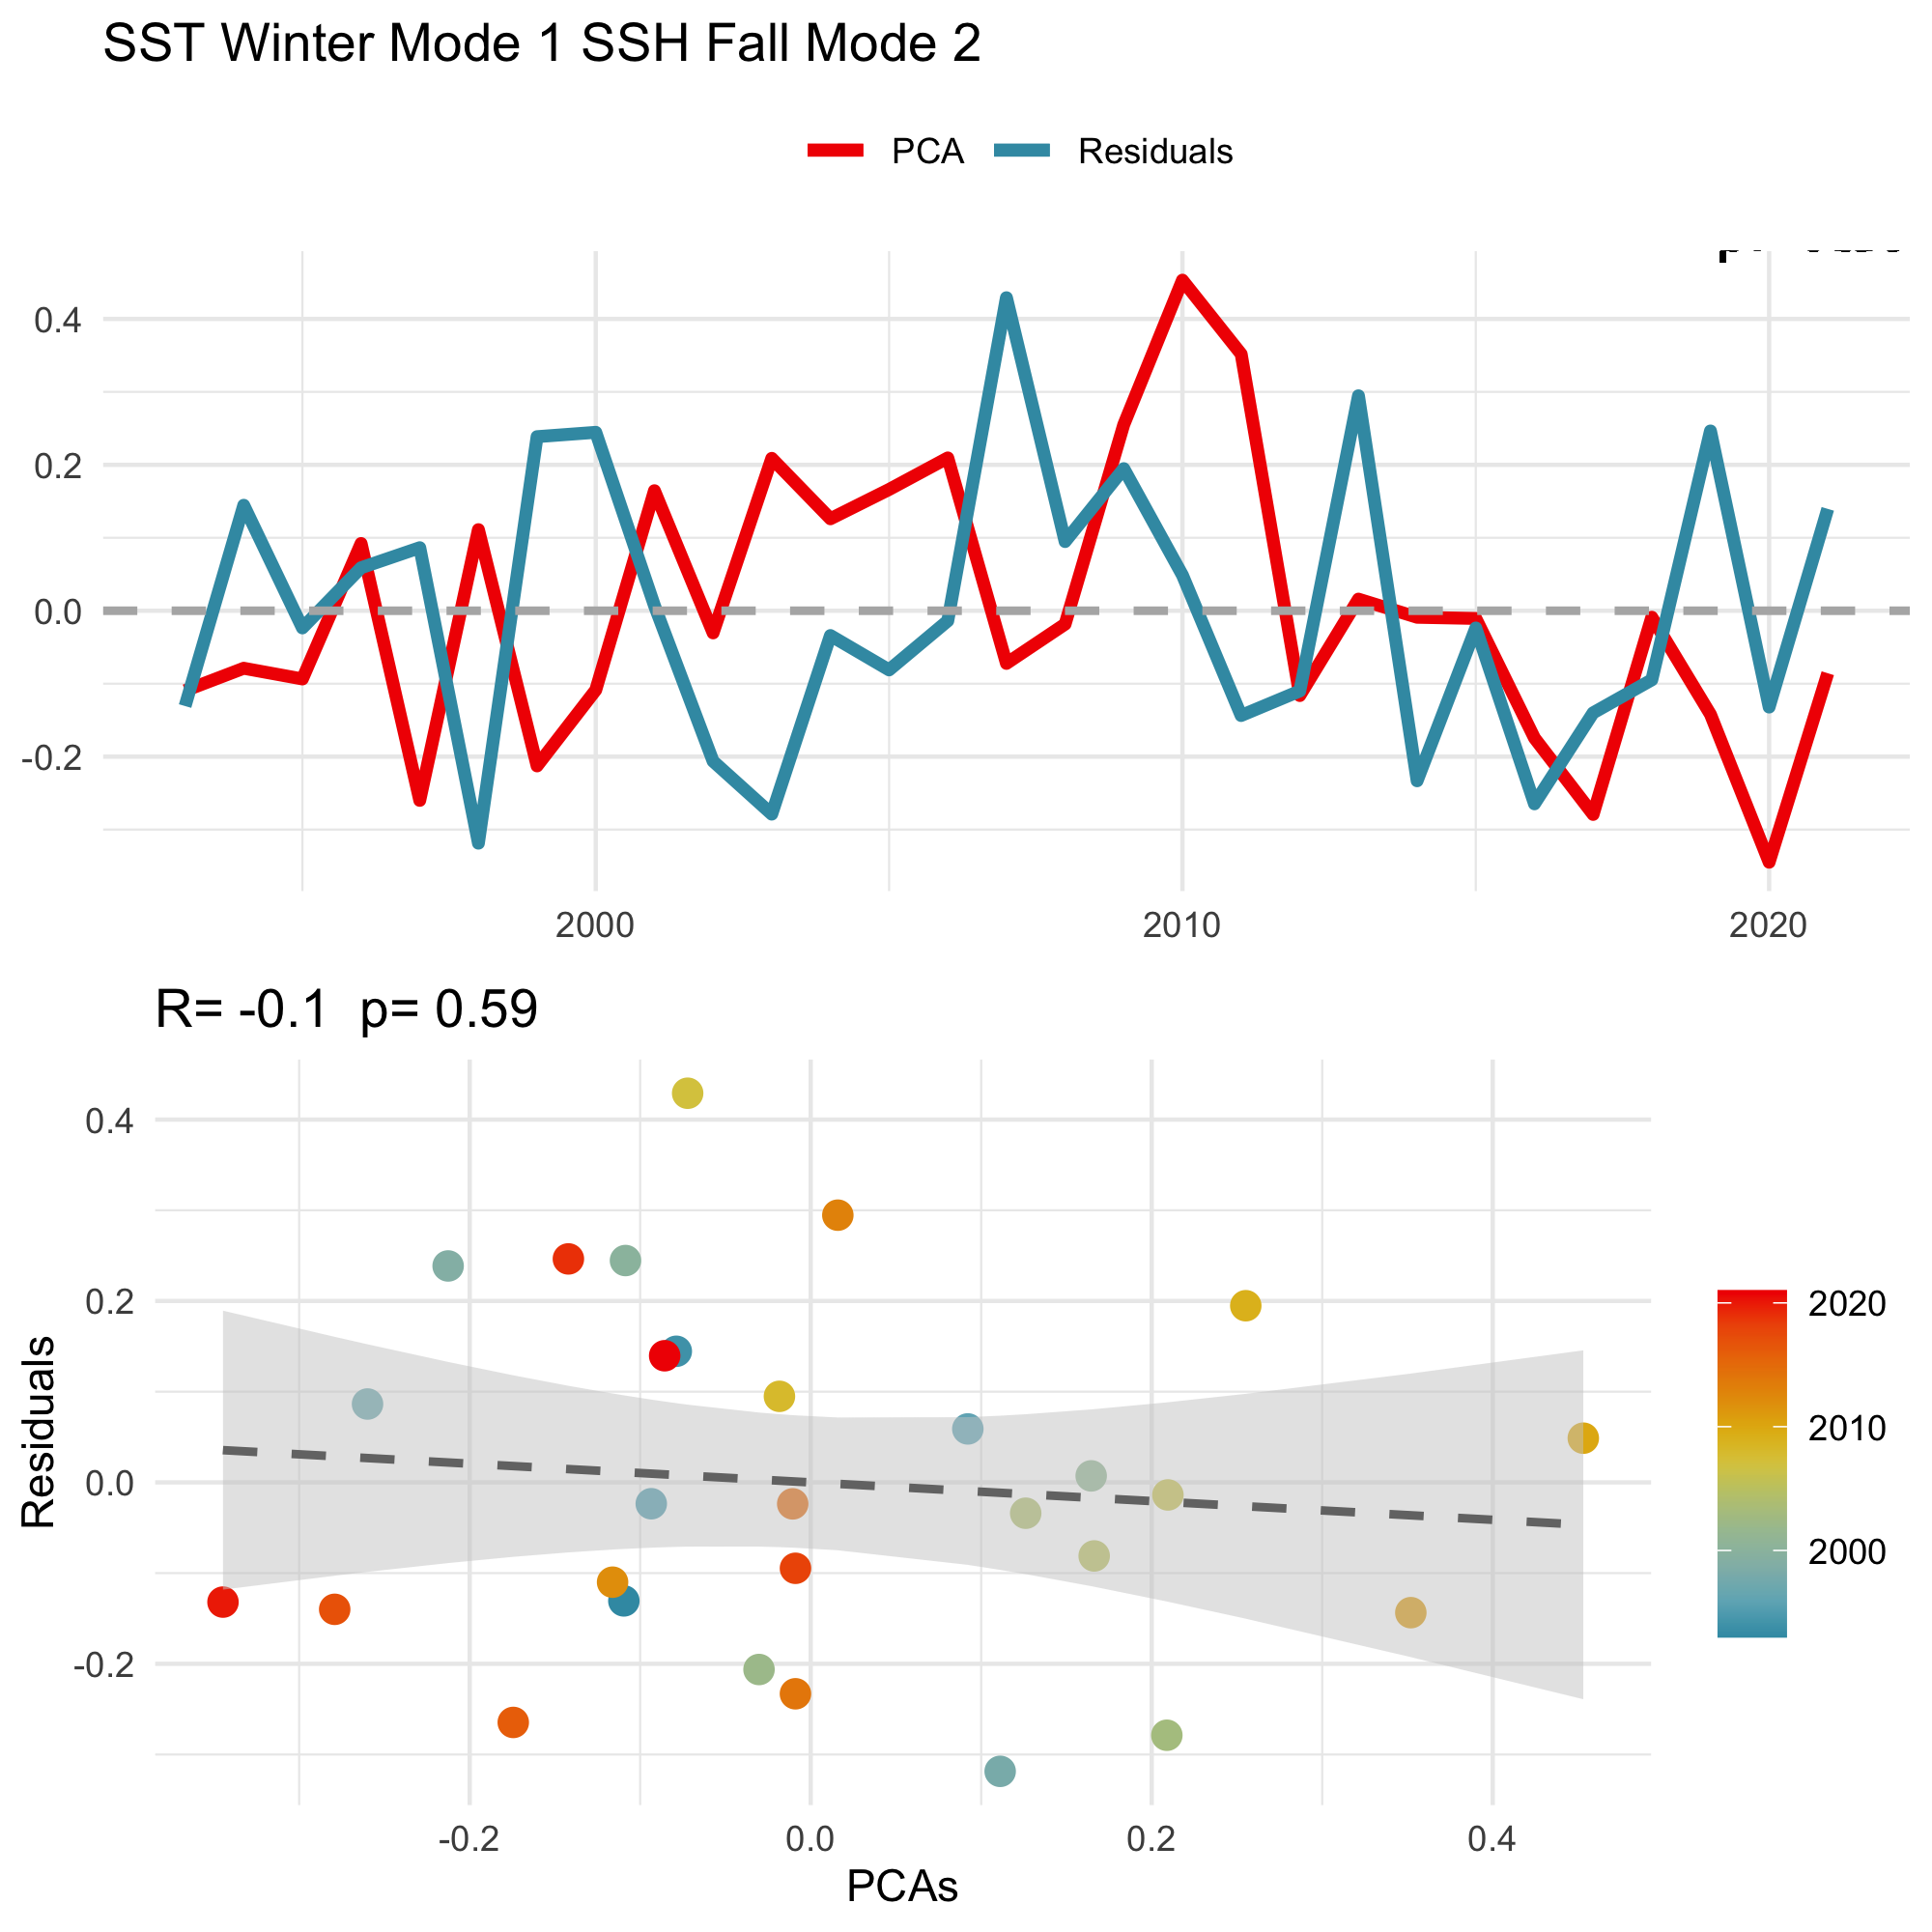 SST Winter Mode 1 SSH Fall Mode 2
PCA Residuals
0.4
0.2
0.0
-0.2
2000 2010 2020
R= -0.1 p= 0.59
Residuals
0.4
0.2
0.0
-0.2
-0.2 0.0 0.2 0.4
PCAs
2020
2010
2000